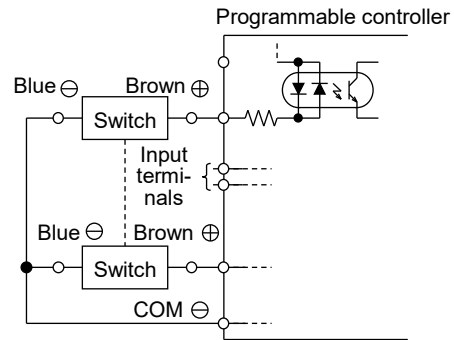 Programmable controller
Blue ⊖ Brown ⊕
Switch
Input
termi-
nals
Blue ⊖ Brown ⊕
Switch
COM ⊖